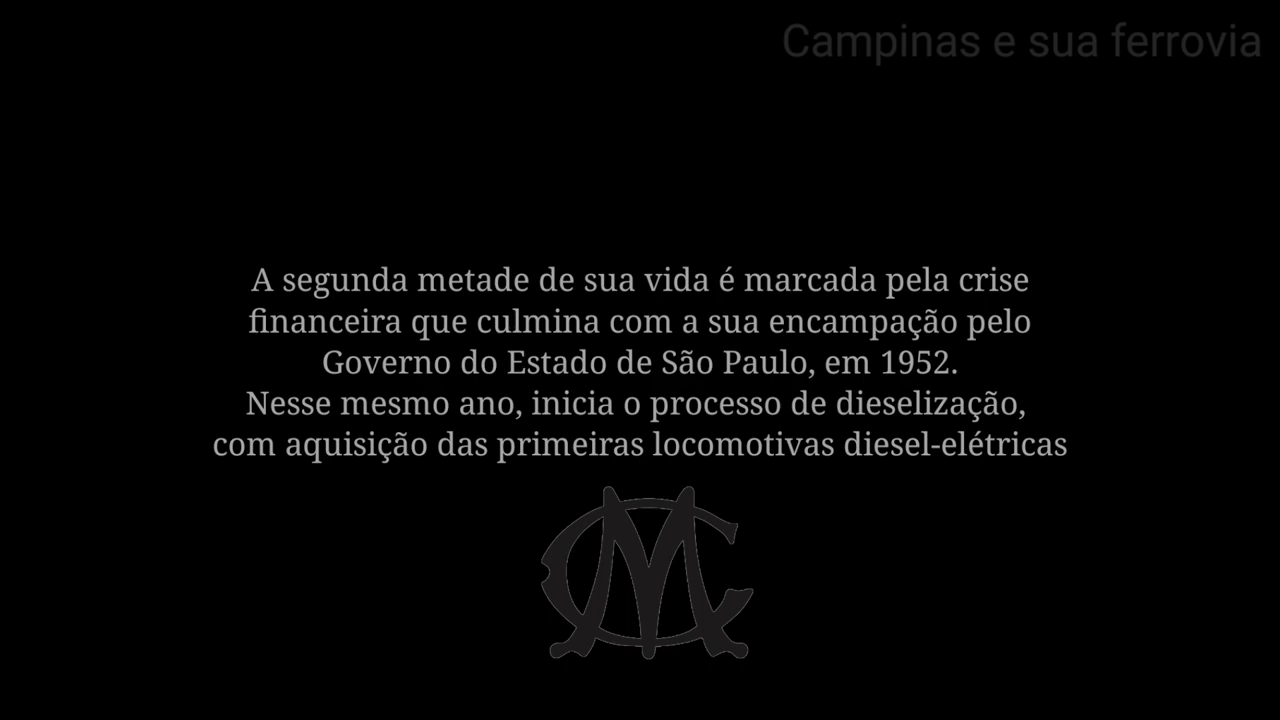 Campinas e sua ferrovia
A segunda metade de sua vida é marcada pela crise
financeira que culmina com a sua encampação pelo
Governo do Estado de São Paulo, em 1952.
Nesse mesmo ano, inicia o processo de dieselização,
com aquisição das primeiras locomotivas diesel-elétricas
CM